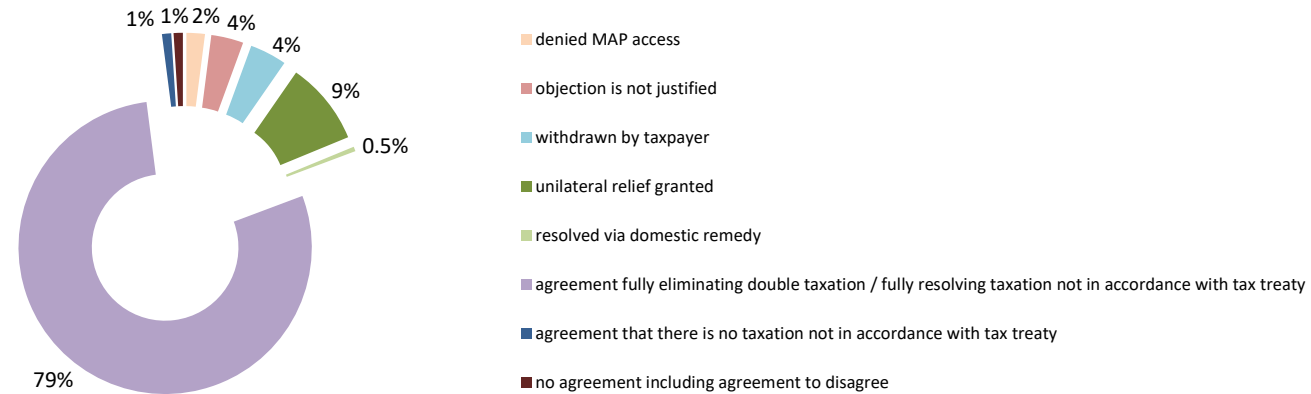 1% 1% 2% 4%
4%
9%
0.5%
79%
denied MAP access
objection is not justified
withdrawn by taxpayer
unilateral relief granted
resolved via domestic remedy
agreement fully eliminating double taxation / fully resolving taxation not in accordance with tax treaty
agreement that there is no taxation not in accordance with tax treaty
no agreement including agreement to disagree